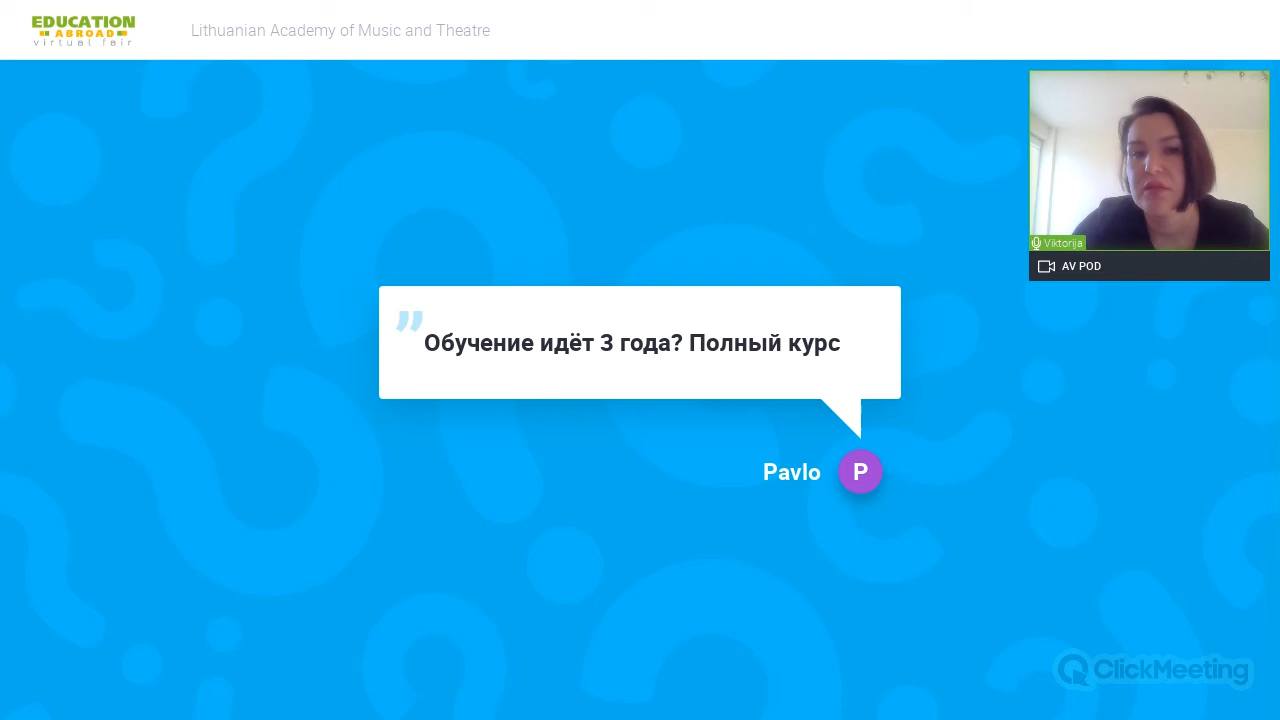 EDUCATION
ABROAD
virtual fair
Lithuanian Academy of Music and Theatre
Viktorija
AV POD
Обучение идёт 3 года? Полный курс
Pavlo
P
ClickMeeting